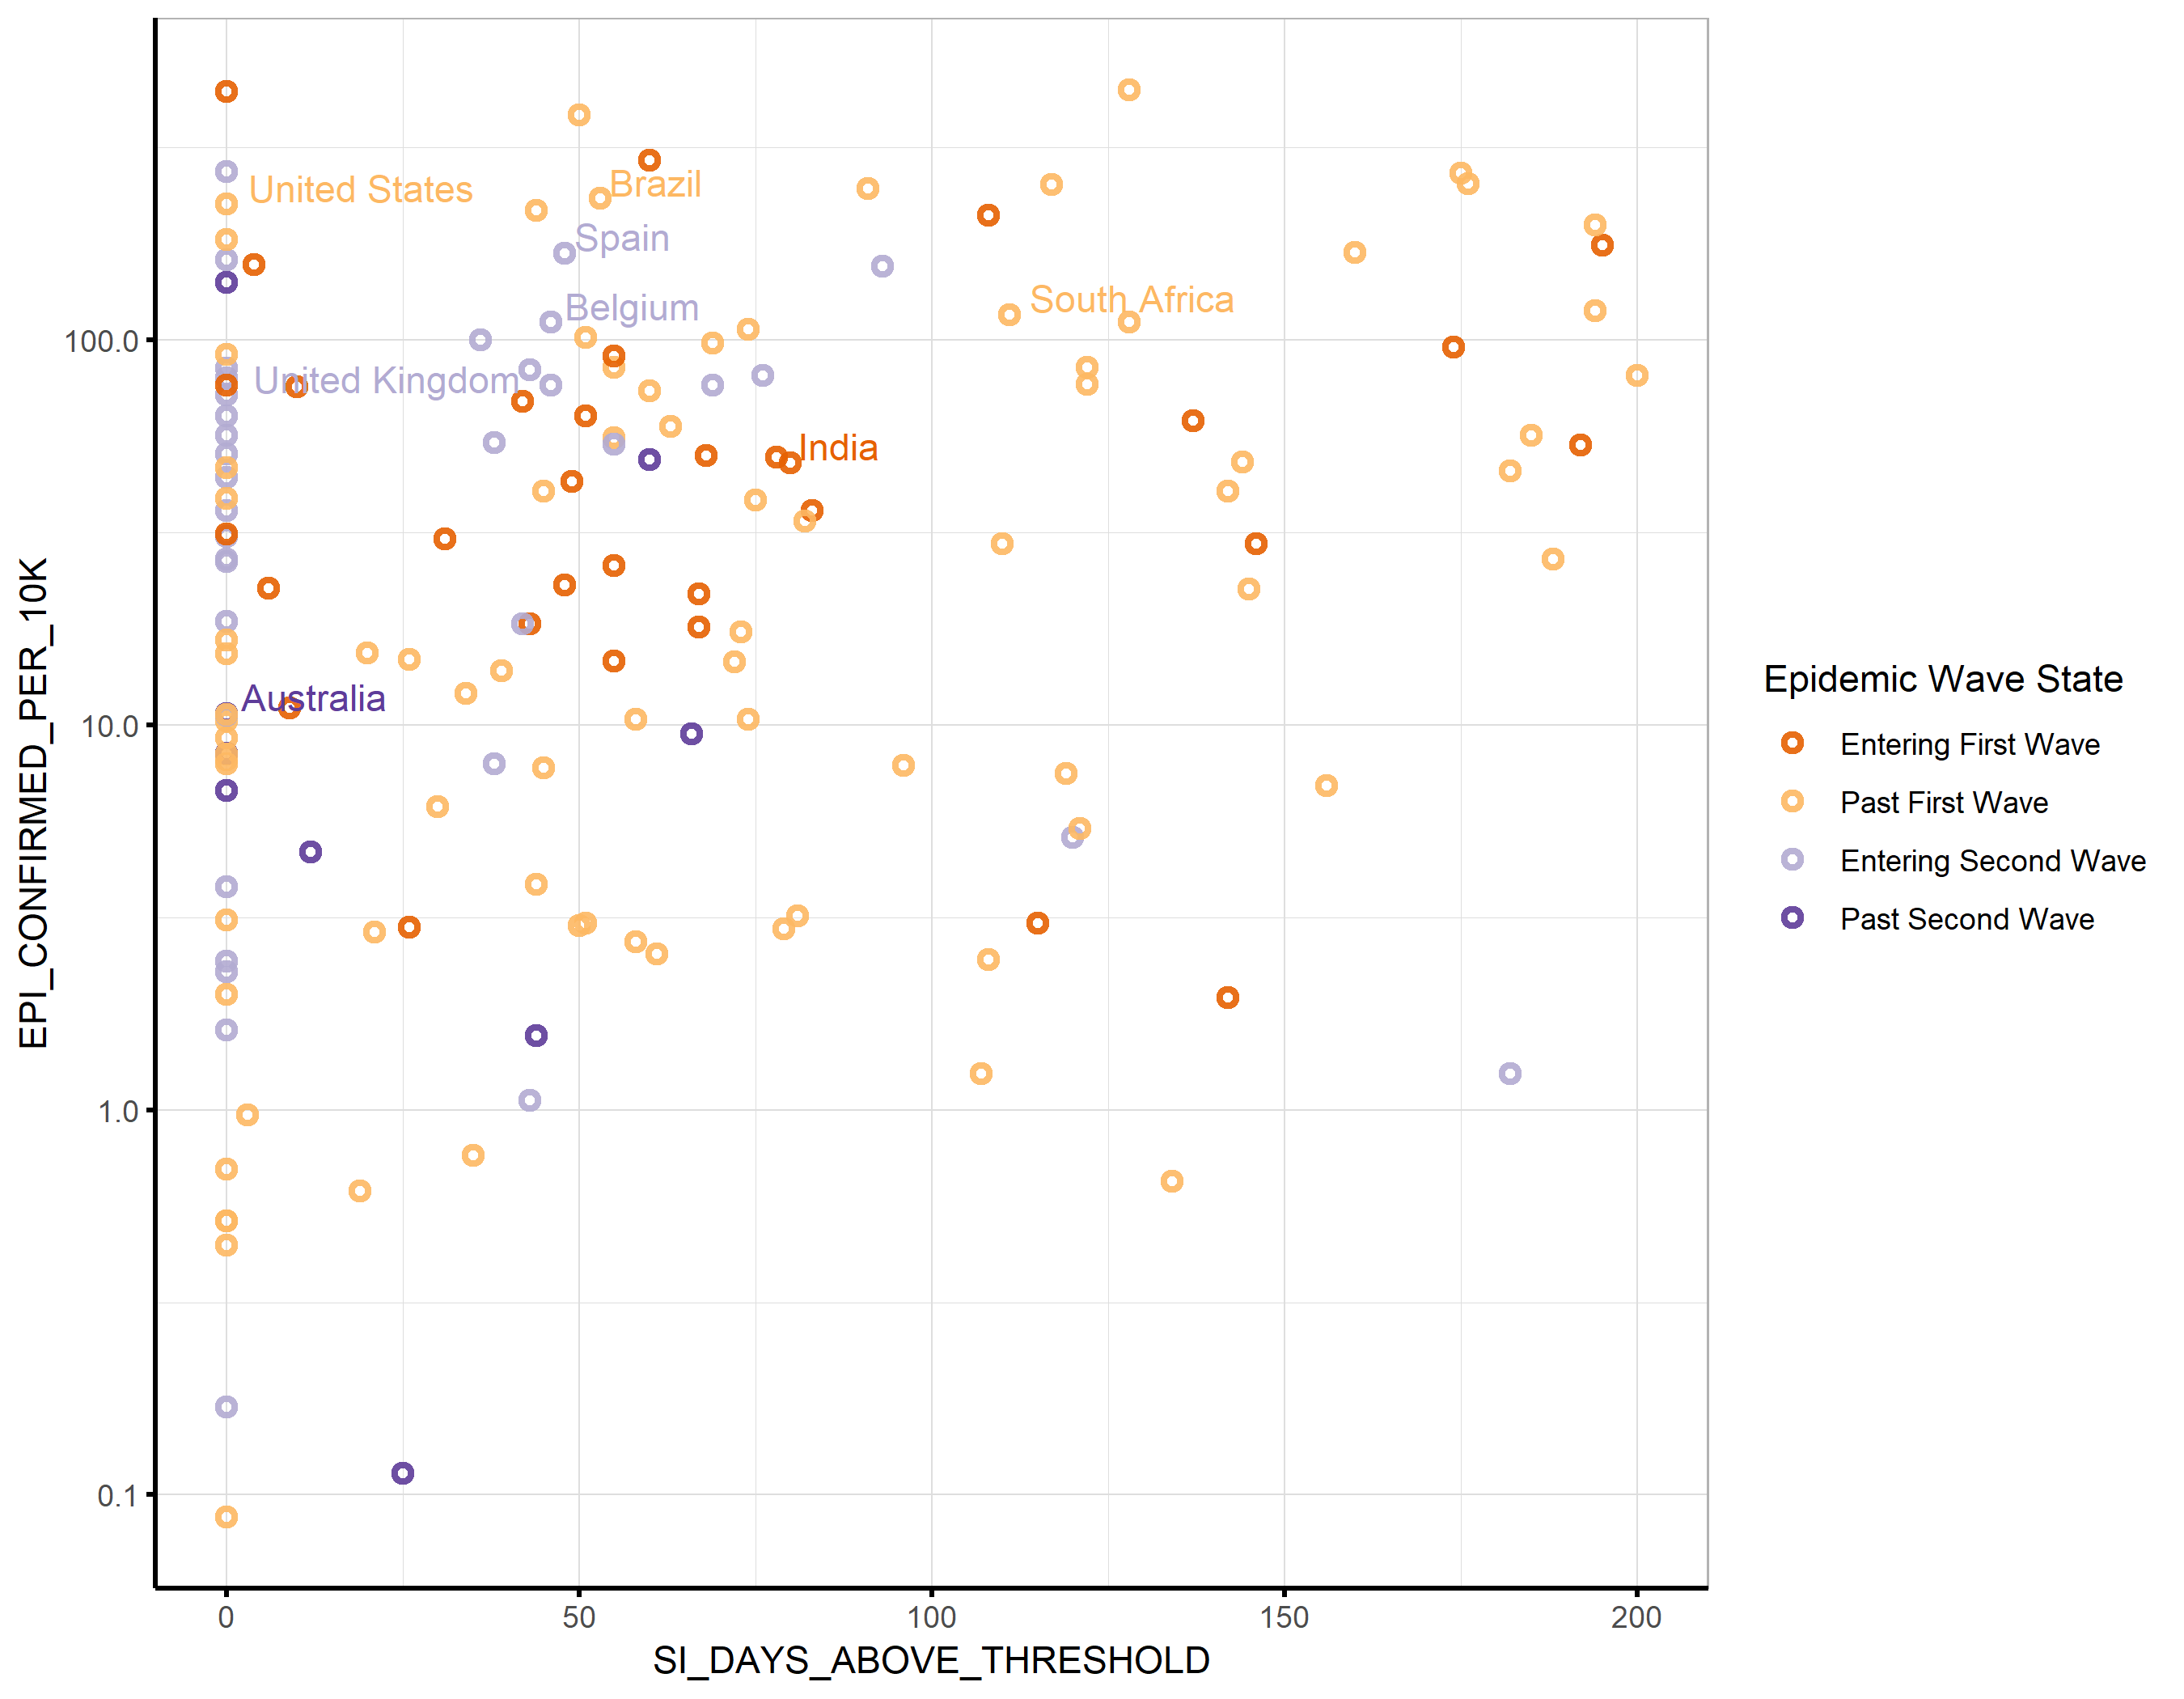 United States
Brazil
Spain
South Africa
Belgium
United Kingdom
India
Australia
100.0
10.0
1.0
0.1
EPI_CONFIRMED_PER_10K
0 50 100 150 200
SI_DAYS_ABOVE_THRESHOLD
Epidemic Wave State
Entering First Wave
Past First Wave
Entering Second Wave
Past Second Wave